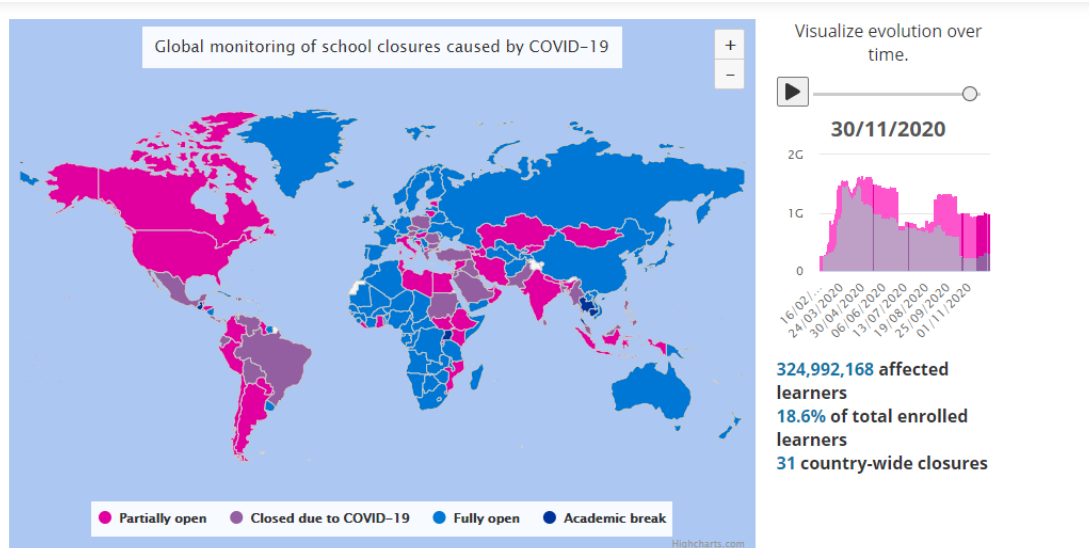 Global monitoring of school closures caused by COVID-19
+
−
Partially open
Closed due to COVID-19
Fully open
Academic break
Highcharts.com
Visualize evolution over
time.
30/11/2020
2G
1G
0
16/02/...
24/03/2020
30/04/2020
06/06/2020
13/07/2020
19/08/2020
25/09/2020
01/11/2020
324,992,168 affected
learners
18.6% of total enrolled
learners
31 country-wide closures